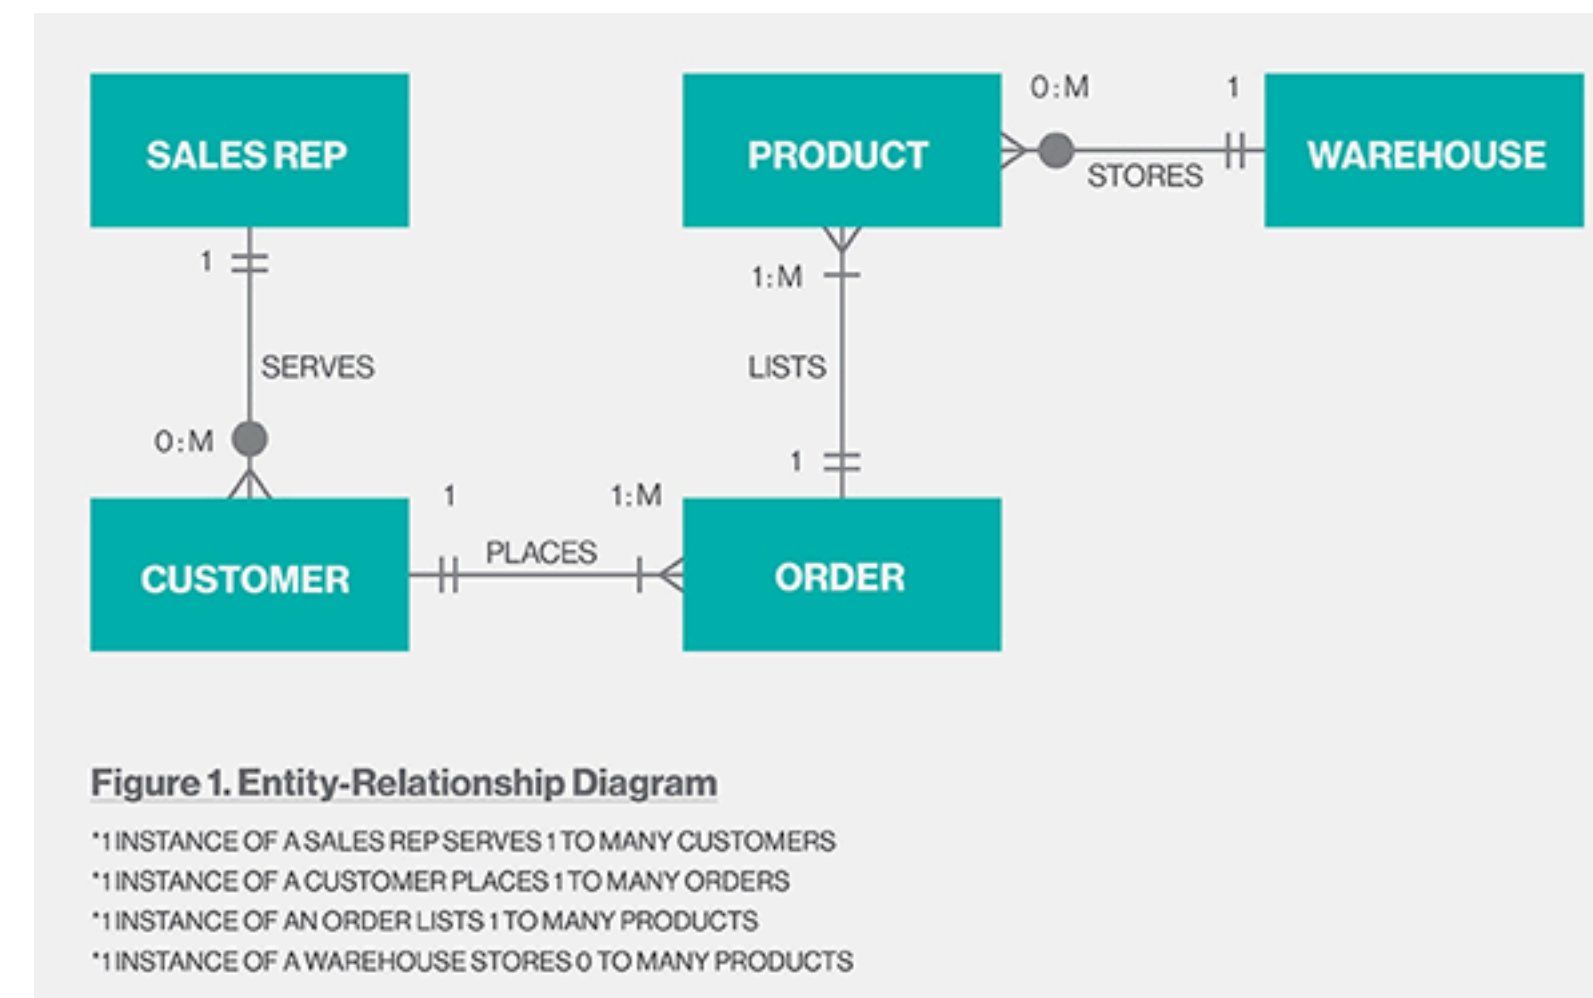 0:M 1
SALES REP PRODUCT WAREHOUSE
STORES
1 1:M
SERVES LISTS
0:M 1
1 1:M
PLACES
CUSTOMER ORDER
Figure 1. Entity-Relationship Diagram
*1 INSTANCE OF A SALES REP SERVES 1 TO MANY CUSTOMERS
*1 INSTANCE OF A CUSTOMER PLACES 1 TO MANY ORDERS
*1 INSTANCE OF AN ORDER LISTS 1 TO MANY PRODUCTS
*1 INSTANCE OF A WAREHOUSE STORES 0 TO MANY PRODUCTS